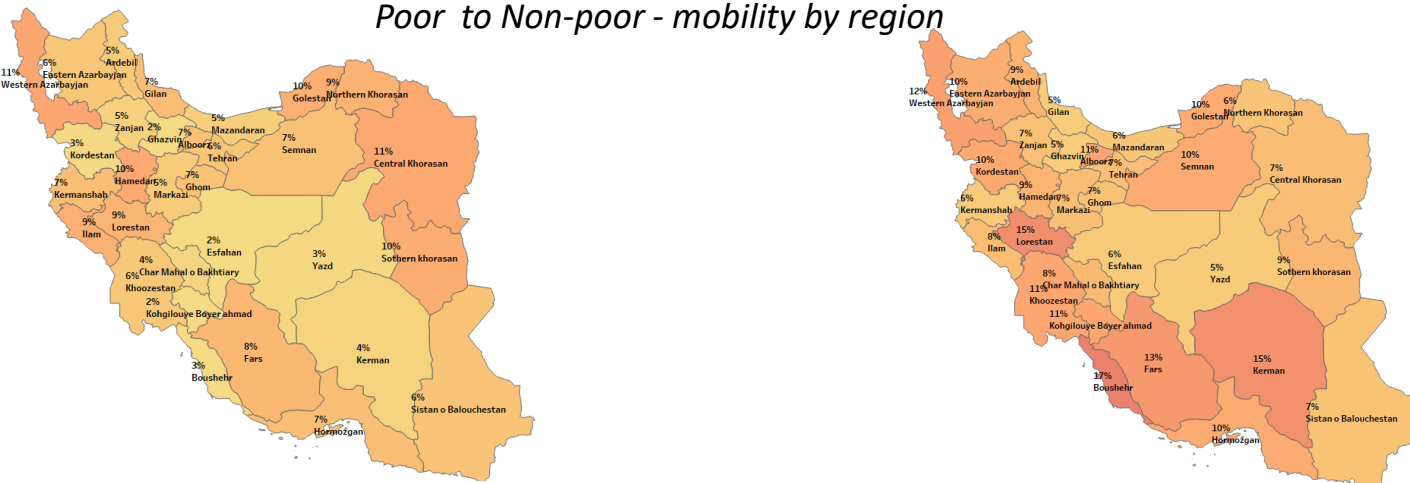 Poor to Non-poor - mobility by region
11%
Western Azarbayjan
6%
Eastern Azarbayjan
5%
Ardebil
7%
Gilan
5%
Zanjan
2%
Ghazvin
7%
Alboorz
6%
Tehran
5%
Mazandaran
10%
Golestan
9%
Northern Khorasan
7%
Semnan
11%
Central Khorasan
3%
Kordestan
10%
Hamedan
6%
Markazi
7%
Ghom
7%
Kermanshah
9%
Ilam
9%
Lorestan
2%
Esfahan
3%
Yazd
10%
Sothern khorasan
4%
Char Mahal o Bakhtiary
6%
Khoozestan
2%
Kohgilouye Boyer ahmad
8%
Fars
4%
Kerman
3%
Boushehr
6%
Sistan o Balouchestan
7%
Hormozgan
12%
Western Azarbayjan
10%
Eastern Azarbayjan
9%
Ardebil
5%
Gilan
7%
Zanjan
5%
Ghazvin
11%
Alboorz
7%
Tehran
6%
Mazandaran
10%
Golestan
6%
Northern Khorasan
10%
Semnan
7%
Central Khorasan
10%
Kordestan
9%
Hamedan
7%
Markazi
7%
Ghom
6%
Kermanshah
8%
Ilam
15%
Lorestan
6%
Esfahan
5%
Yazd
9%
Sothern khorasan
8%
Char Mahal o Bakhtiary
11%
Khoozestan
11%
Kohgilouye Boyer ahmad
13%
Fars
15%
Kerman
17%
Boushehr
7%
Sistan o Balouchestan
10%
Hormozgan